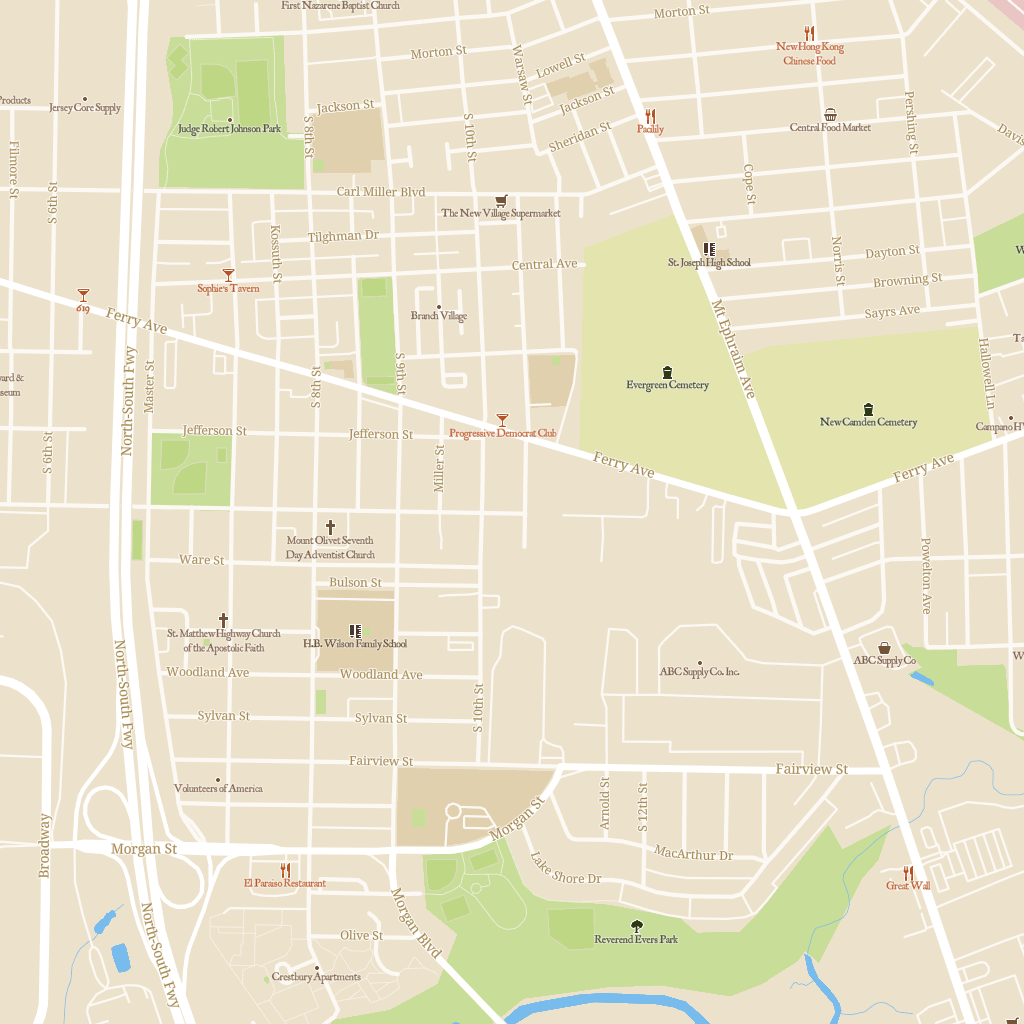 First Nazarene Baptist Church
Morton St
Morton St
New Hong Kong
Chinese Food
Warsaw St
Lowell St
Jackson St
Products
Jersey Core Supply
Jackson St
Judge Robert Johnson Park
S 8th St
S 10th St
Sheridan St
Paolily
Central Food Market
Pershing St
Davis
Filmore St
S 6th St
Carl Miller Blvd
The New Village Supermarket
Cope St
Kossuth St
Tilghman Dr
Central Ave
St. Joseph High School
Norris St
Dayton St
Browning St
Sayrs Ave
W
Sophie's Tavern
619
Ferry Ave
Branch Village
Mt Ephraim Ave
Hallowell Ln
Ta
North-South Fwy
Master St
S 8th St
S 9th St
Evergreen Cemetery
ward &
seum
New Camden Cemetery
Campano HV
S 6th St
Jefferson St
Jefferson St
Progressive Democrat Club
Miller St
Ferry Ave
Ferry Ave
Mount Olivet Seventh
Day Adventist Church
Ware St
Bulson St
Powelton Ave
St. Matthew Highway Church
of the Apostolic Faith
H.B. Wilson Family School
ABC Supply Co
W
North-South Fwy
Woodland Ave
Woodland Ave
ABC Supply Co. Inc.
S 10th St
Sylvan St
Sylvan St
Fairview St
Fairview St
Volunteers of America
Arnold St
S 12th St
Broadway
Morgan St
Morgan St
MacArthur Dr
Lake Shore Dr
El Paraiso Restaurant
Great Wall
Morgan Blvd
North-South Fwy
Olive St
Reverend Evers Park
Crestbury Apartments